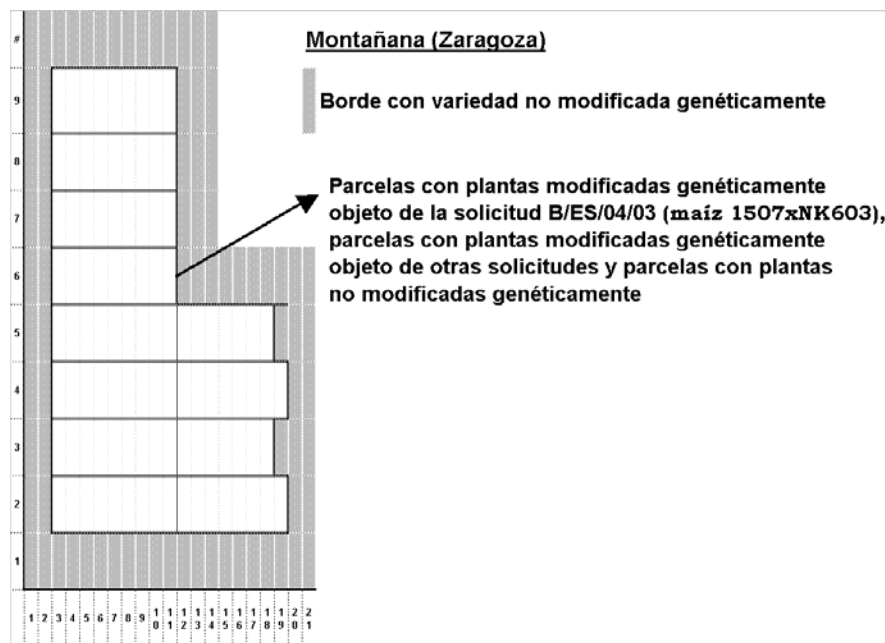 Montañana (Zaragoza)
Borde con variedad no modificada genéticamente
Parcelas con plantas modificadas genéticamente
objeto de la solicitud B/ES/04/03 (maíz 1507xNK603),
parcelas con plantas modificadas genéticamente
objeto de otras solicitudes y parcelas con plantas
no modificadas genéticamente
#
9
8
7
6
5
4
3
2
1
1 2 3 4 5 6 7 8 9 10 11 12 13 14 15 16 17 18 19 20 21